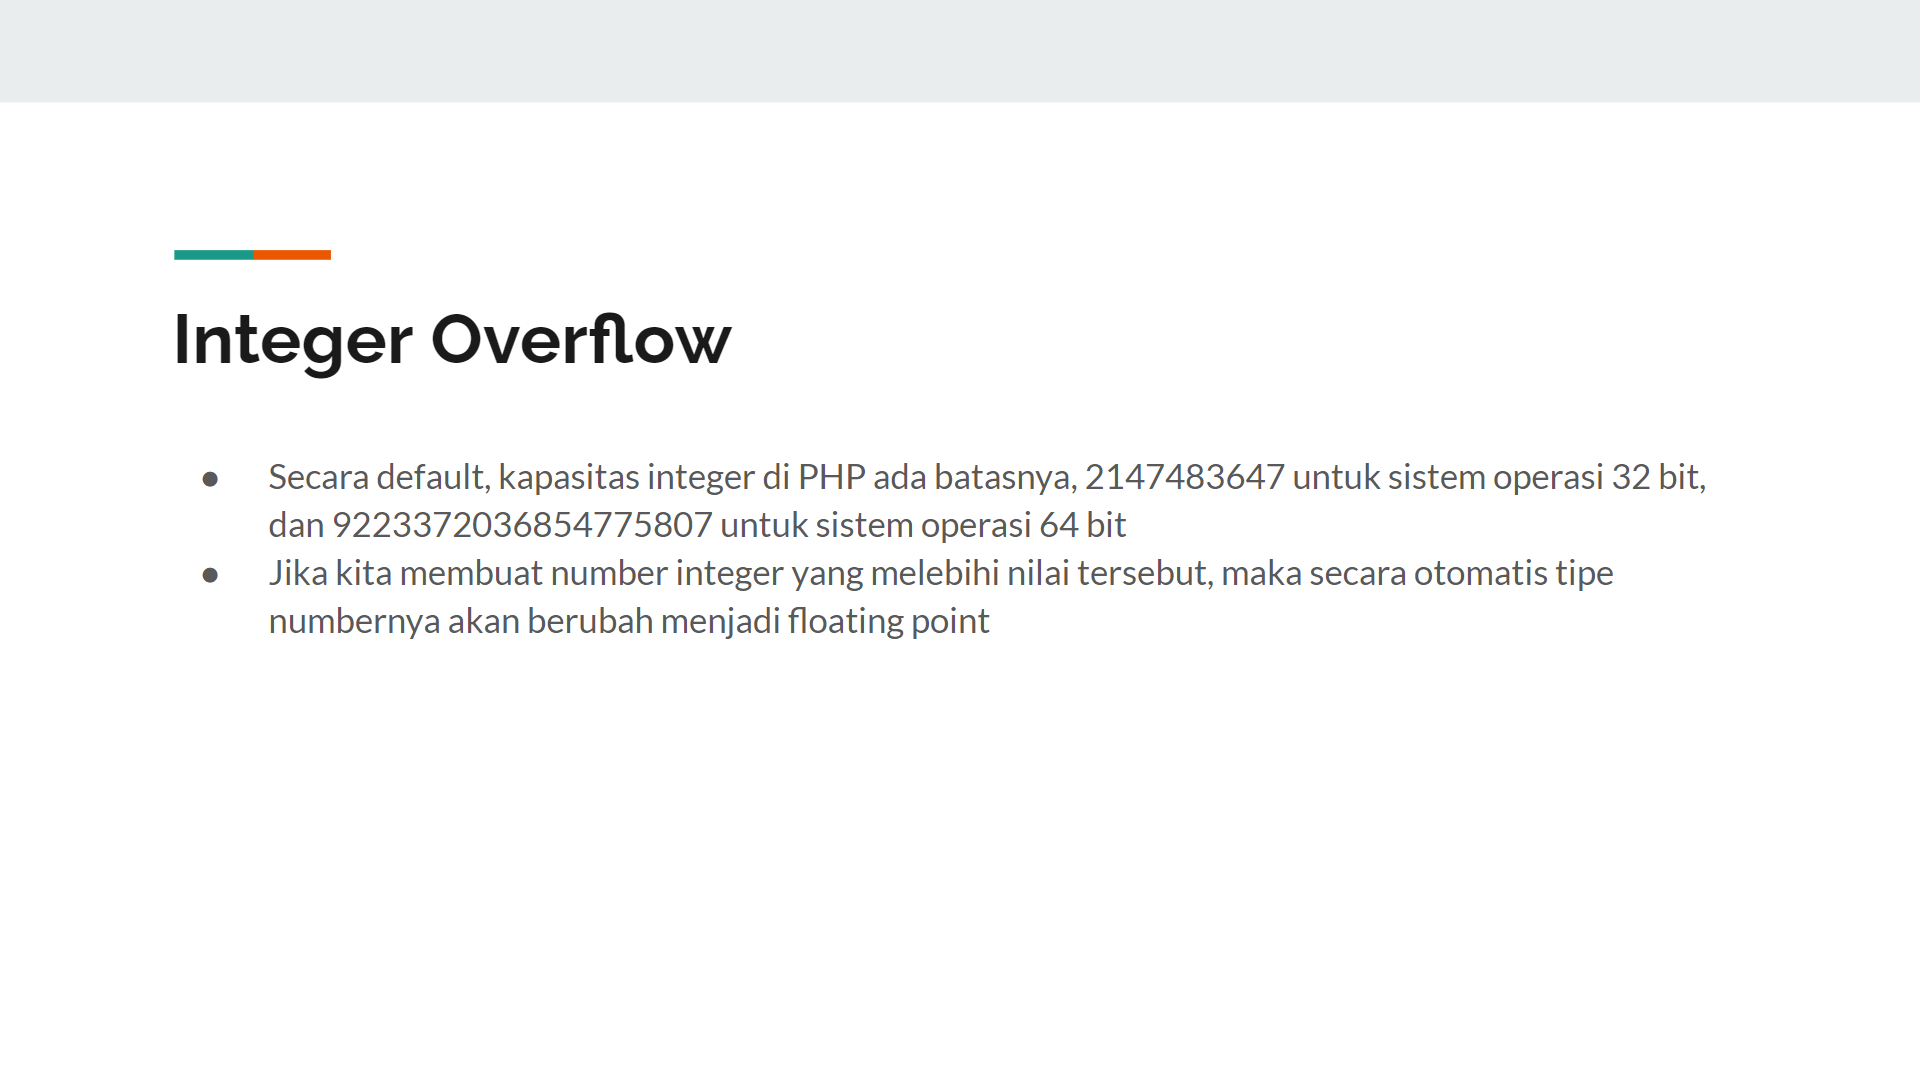 Integer Overflow
● Secara default, kapasitas integer di PHP ada batasnya, 2147483647 untuk sistem operasi 32 bit,
dan 9223372036854775807 untuk sistem operasi 64 bit
● Jika kita membuat number integer yang melebihi nilai tersebut, maka secara otomatis tipe
numbernya akan berubah menjadi floating point